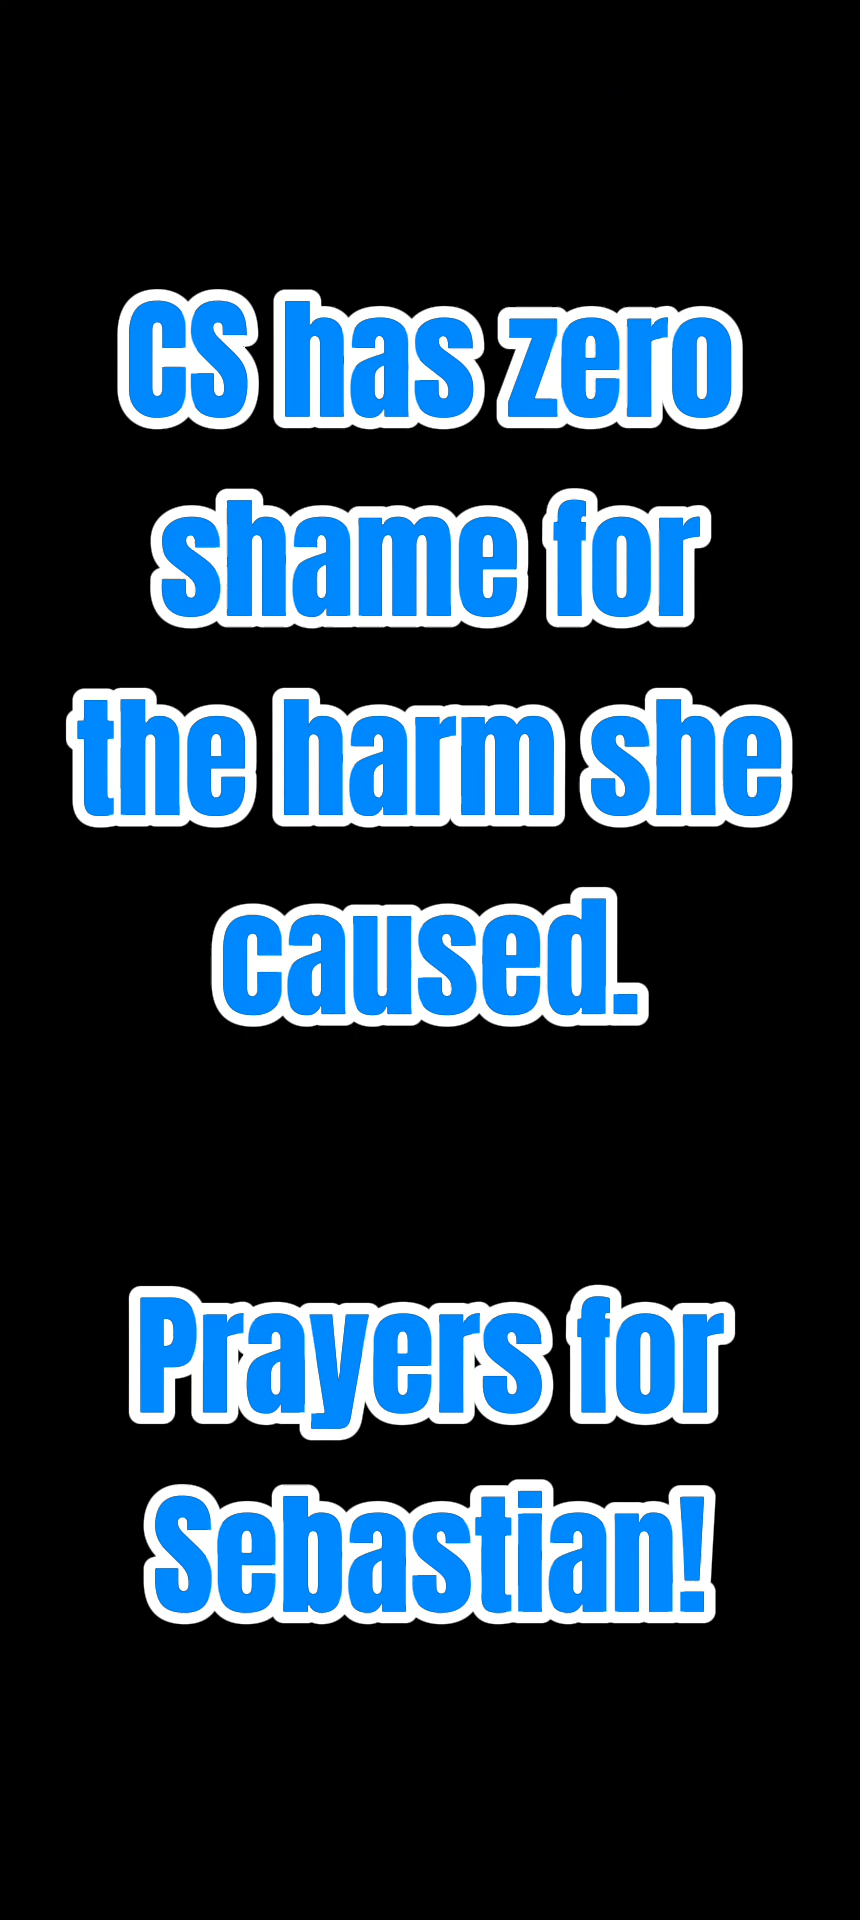 CS has zero
shame for
the harm she
caused.
Prayers for
Sebastian!